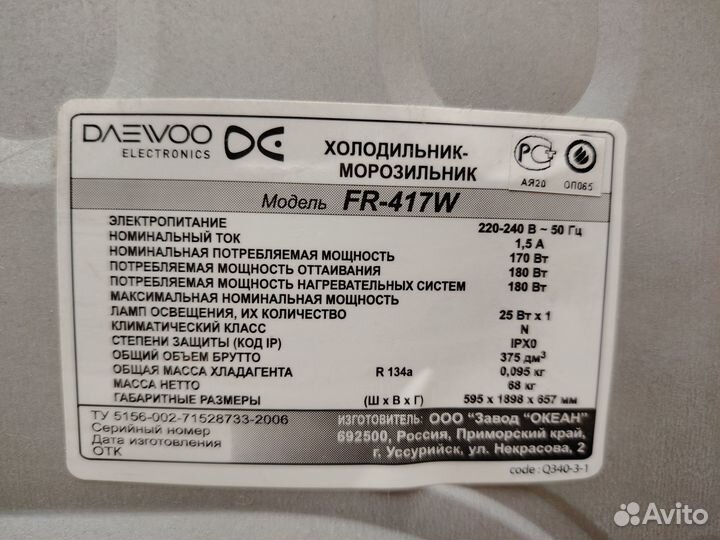 DAEWOO
ELECTRONICS
ХОЛОДИЛЬНИК-
МОРОЗИЛЬНИК
РС
АЯ20 ОП065
Модель FR-417W
ЭЛЕКТРОПИТАНИЕ 220-240 В ~ 50 Гц
НОМИНАЛЬНЫЙ ТОК 1,5 А
НОМИНАЛЬНАЯ ПОТРЕБЛЯЕМАЯ МОЩНОСТЬ 170 Вт
ПОТРЕБЛЯЕМАЯ МОЩНОСТЬ ОТТАИВАНИЯ 180 Вт
ПОТРЕБЛЯЕМАЯ МОЩНОСТЬ НАГРЕВАТЕЛЬНЫХ СИСТЕМ 180 Вт
МАКСИМАЛЬНАЯ НОМИНАЛЬНАЯ МОЩНОСТЬ
ЛАМП ОСВЕЩЕНИЯ, ИХ КОЛИЧЕСТВО 25 Вт x 1
КЛИМАТИЧЕСКИЙ КЛАСС N
СТЕПЕНИ ЗАЩИТЫ (КОД IP) IPX0
ОБЩИЙ ОБЪЕМ БРУТТО 375 дм³
ОБЩАЯ МАССА ХЛАДАГЕНТА R 134a 0,095 кг
МАССА НЕТТО 68 кг
ГАБАРИТНЫЕ РАЗМЕРЫ (Ш x В x Г) 595 x 1898 x 657 мм
ТУ 5156-002-71528733-2006
Серийный номер
Дата изготовления
ОТК
ИЗГОТОВИТЕЛЬ: ООО "Завод "ОКЕАН"
692500, Россия, Приморский край,
г. Уссурийск, ул. Некрасова, 2
code : Q340-3-1
Avito